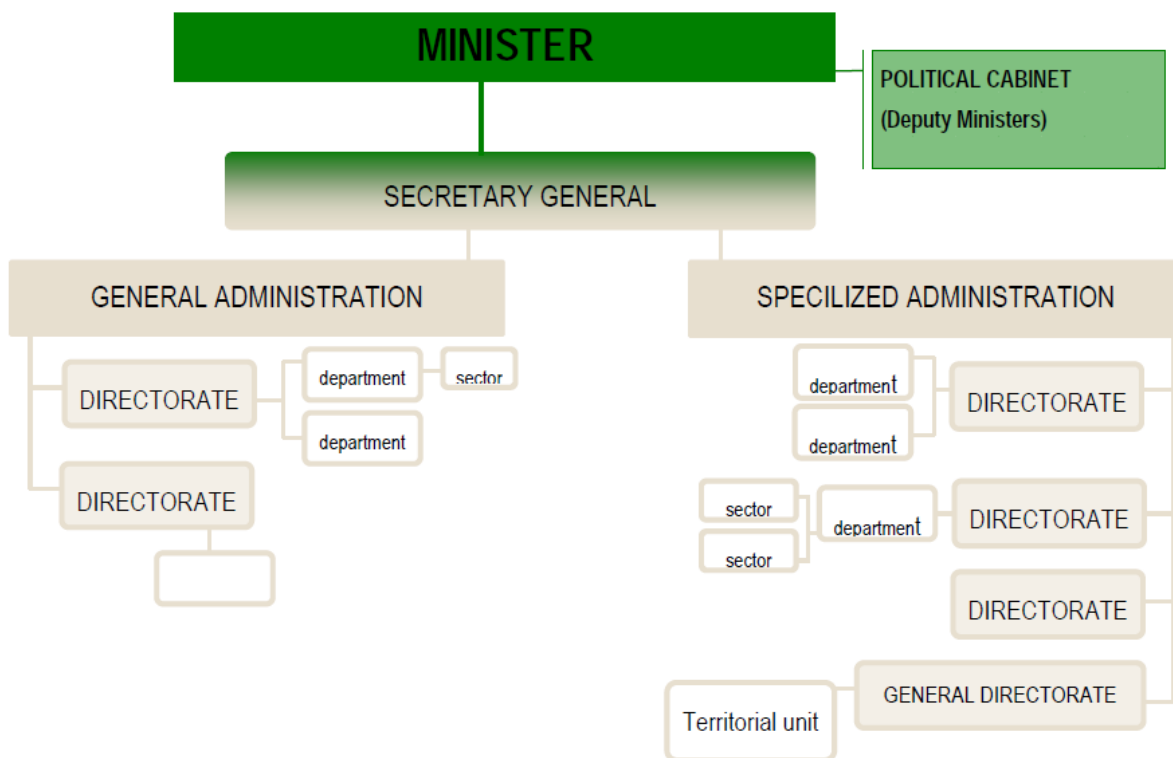 MINISTER
POLITICAL CABINET
(Deputy Ministers)
SECRETARY GENERAL
GENERAL ADMINISTRATION
DIRECTORATE
department
sector
department
DIRECTORATE
SPECILIZED ADMINISTRATION
department
department
DIRECTORATE
sector
sector
department
DIRECTORATE
DIRECTORATE
GENERAL DIRECTORATE
Territorial unit